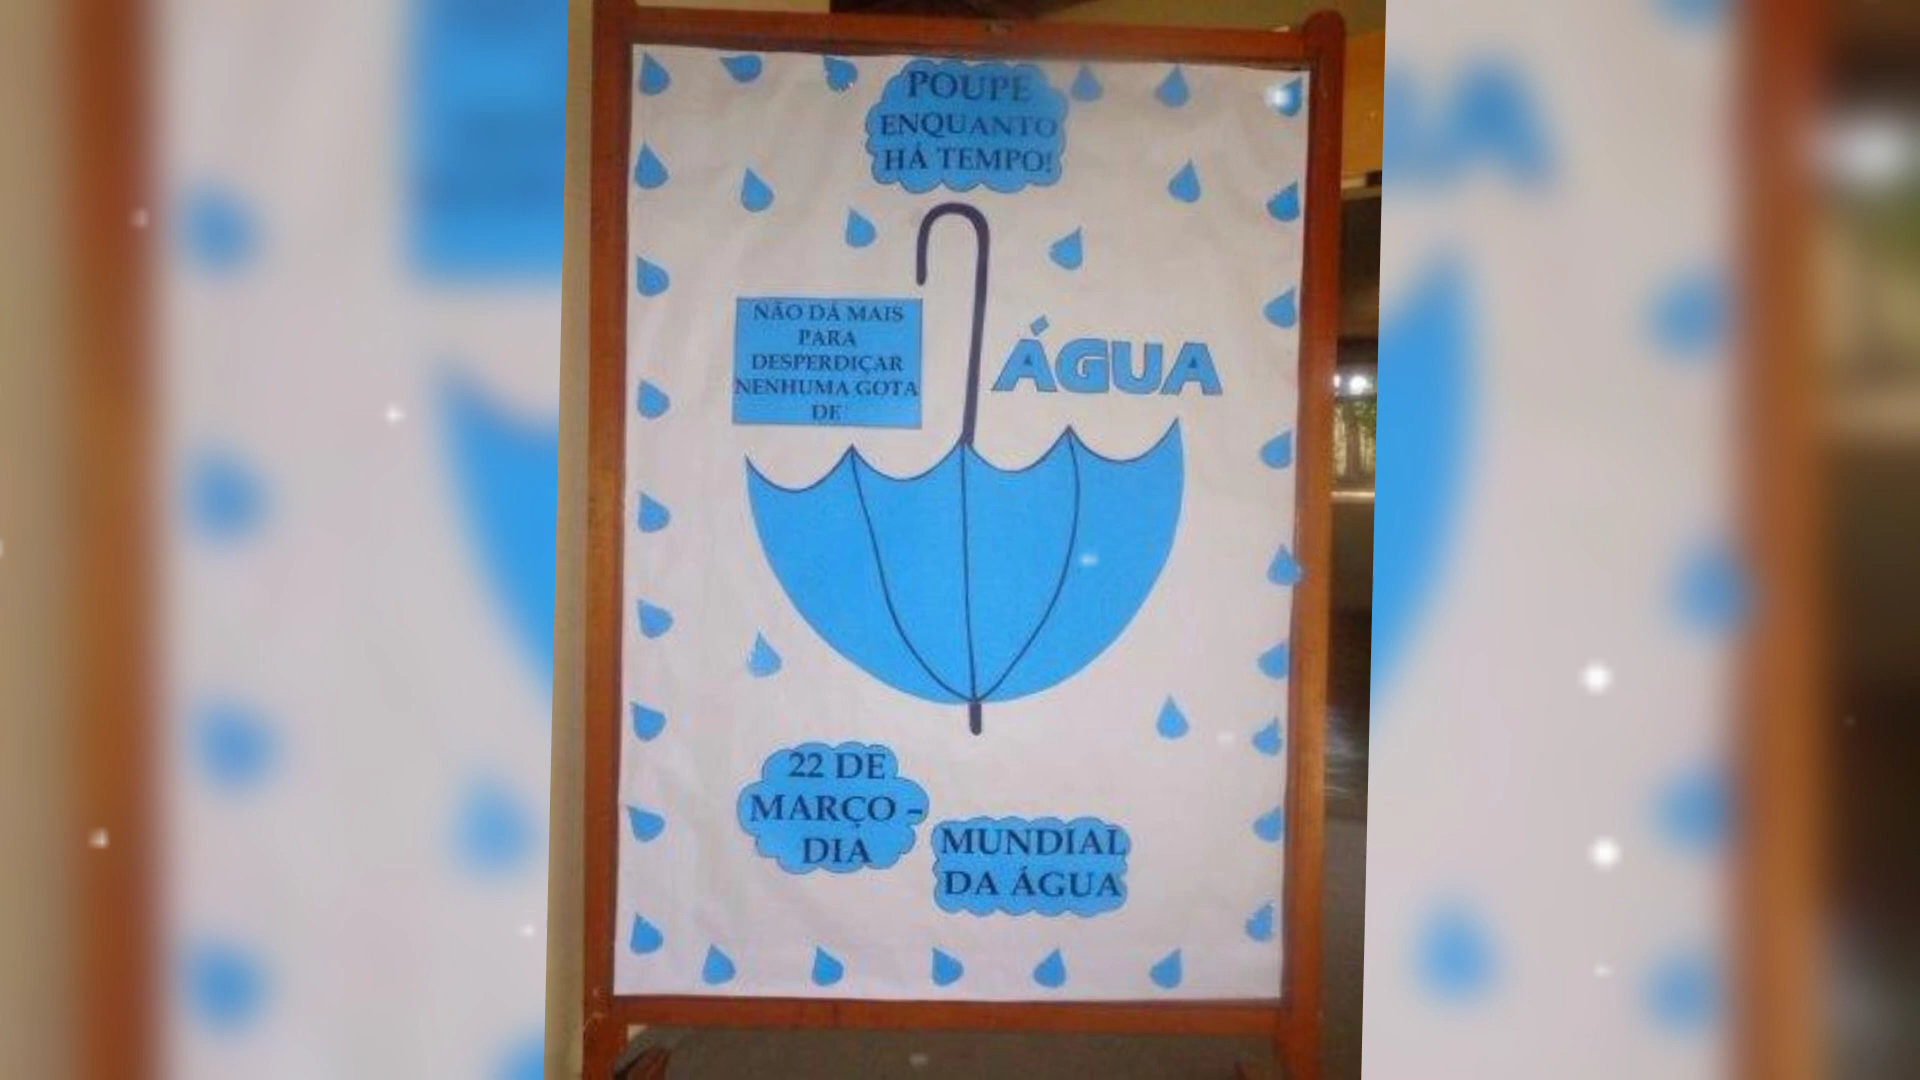 POUPE
ENQUANTO
HÁ TEMPO!
NÃO DÁ MAIS
PARA
DESPERDIÇAR
NENHUMA GOTA
DE
ÁGUA
22 DE
MARÇO -
DIA
MUNDIAL
DA ÁGUA